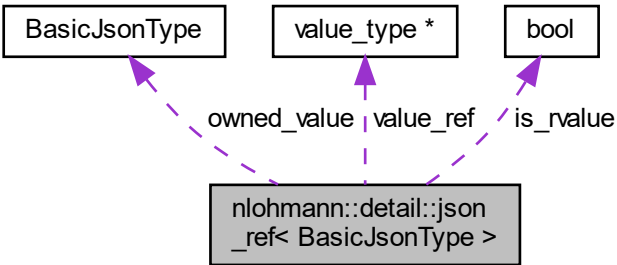 BasicJsonType
value_type *
bool
owned_value
value_ref
is_rvalue
nlohmann::detail::json
_ref< BasicJsonType >